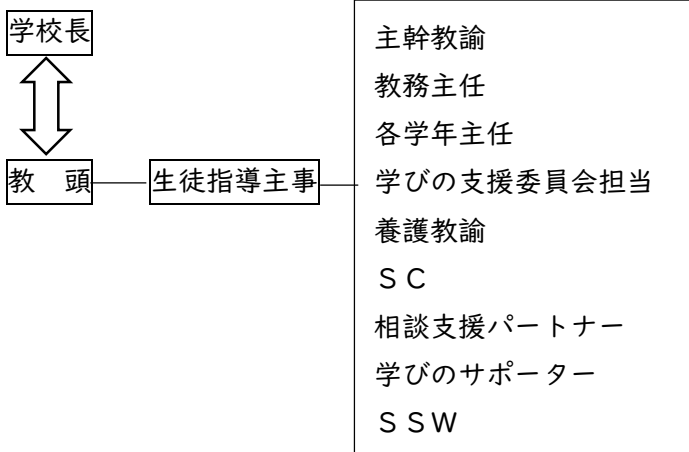 学校長
教　頭
生徒指導主事
主幹教諭
教務主任
各学年主任
学びの支援委員会担当
養護教諭
ＳＣ
相談支援パートナー
学びのサポーター
ＳＳＷ